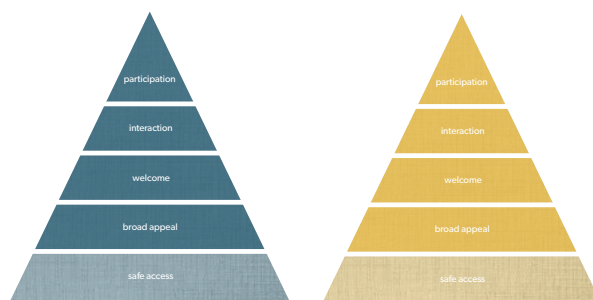 participation
interaction
welcome
broad appeal
safe access
participation
interaction
welcome
broad appeal
safe access